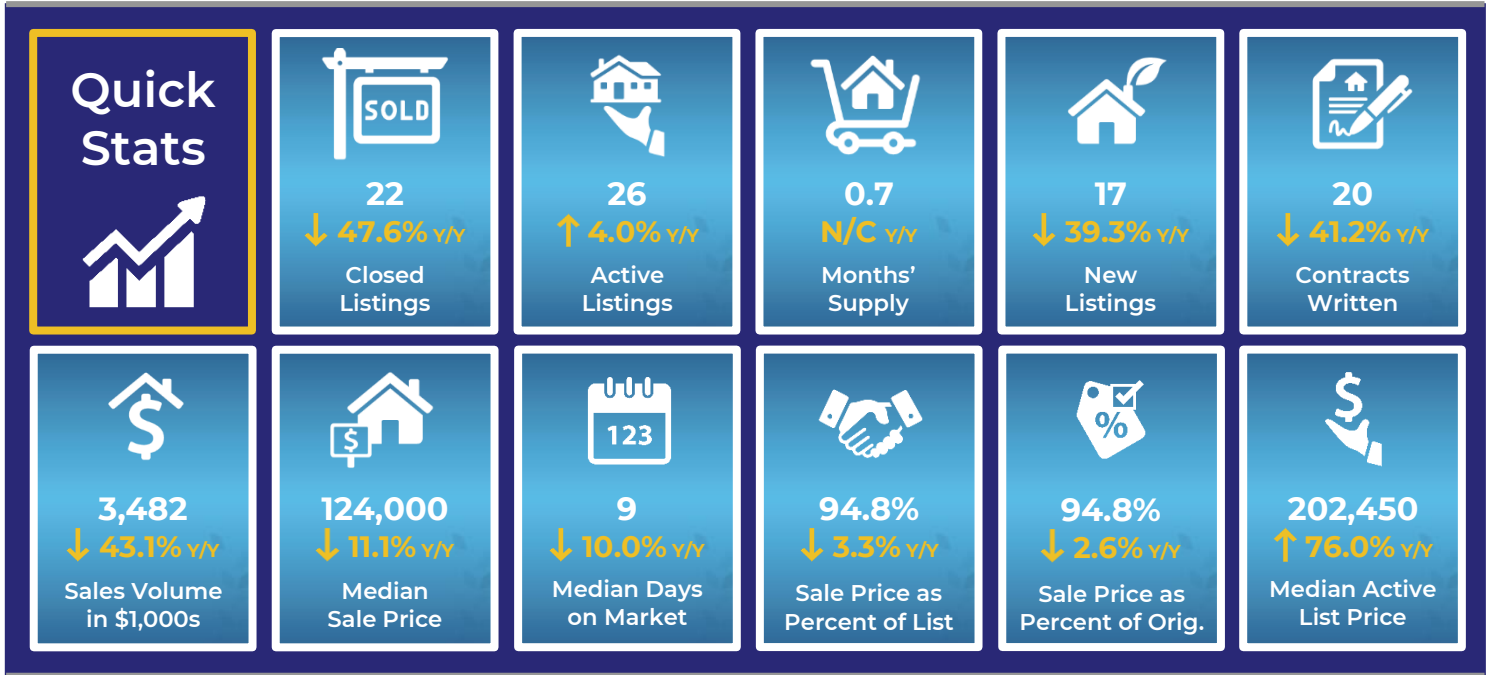 Quick
Stats
SOLD
22
↓ 47.6% Y/Y
Closed
Listings
26
↑ 4.0% Y/Y
Active
Listings
0.7
N/C Y/Y
Months’
Supply
17
↓ 39.3% Y/Y
New
Listings
20
↓ 41.2% Y/Y
Contracts
Written
$
3,482
↓ 43.1% Y/Y
Sales Volume
in $1,000s
$
124,000
↓ 11.1% Y/Y
Median
Sale Price
123
9
↓ 10.0% Y/Y
Median Days
on Market
94.8%
↓ 3.3% Y/Y
Sale Price as
Percent of List
%
94.8%
↓ 2.6% Y/Y
Sale Price as
Percent of Orig.
$
202,450
↑ 76.0% Y/Y
Median Active
List Price